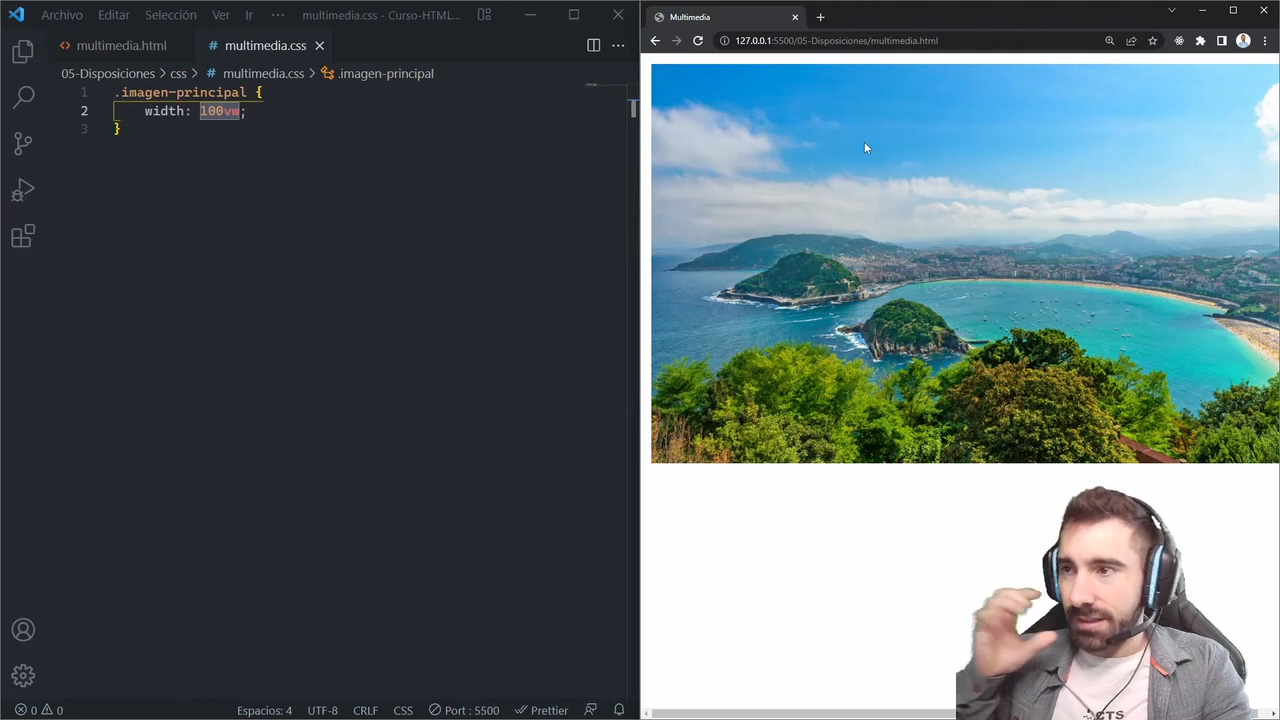 Archivo Editar Selección Ver Ir ··· multimedia.css - Curso-HTML...
multimedia.html multimedia.css
05-Disposiciones > css > # multimedia.css > .imagen-principal
1 .imagen-principal {
2 width: 100vw;
3 }
0 0 Espacios: 4 UTF-8 CRLF CSS Port : 5500 Prettier
Multimedia
127.0.0.1:5500/05-Disposiciones/multimedia.html
CTS